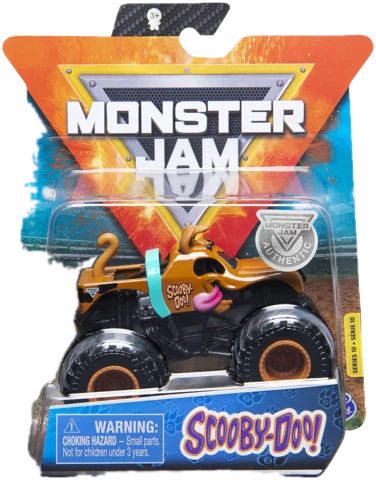 3+
MONSTER
JAM
MONSTER
JAM
AUTHENTIC
SCOOBY-
DOO!
SERIES 10 • SÉRIE 10
WARNING:
CHOKING HAZARD – Small parts.
Not for children under 3 years.
SCOOBY-DOO!